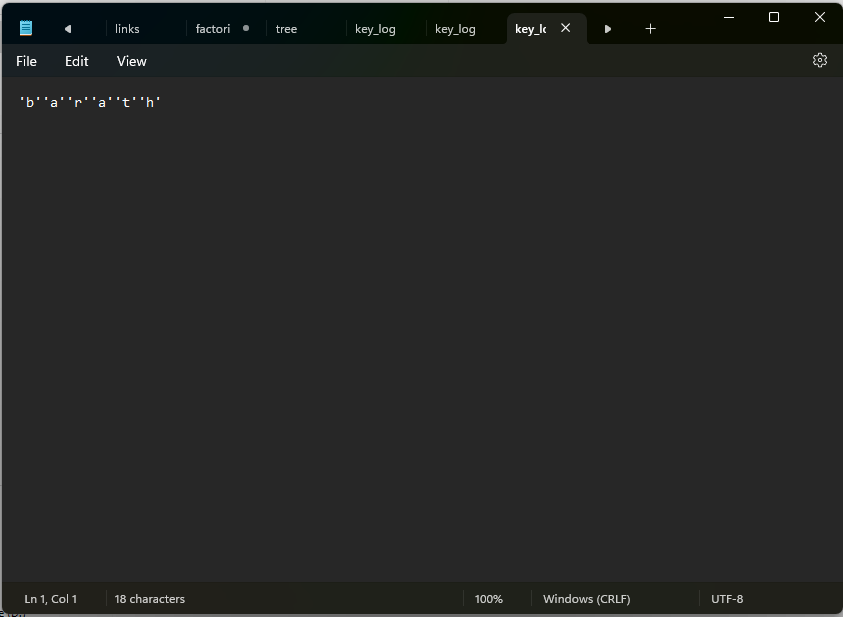 links factori tree key_log key_log key_lo
File Edit View
'b''a''r''a''t''h'
Ln 1, Col 1 18 characters 100% Windows (CRLF) UTF-8